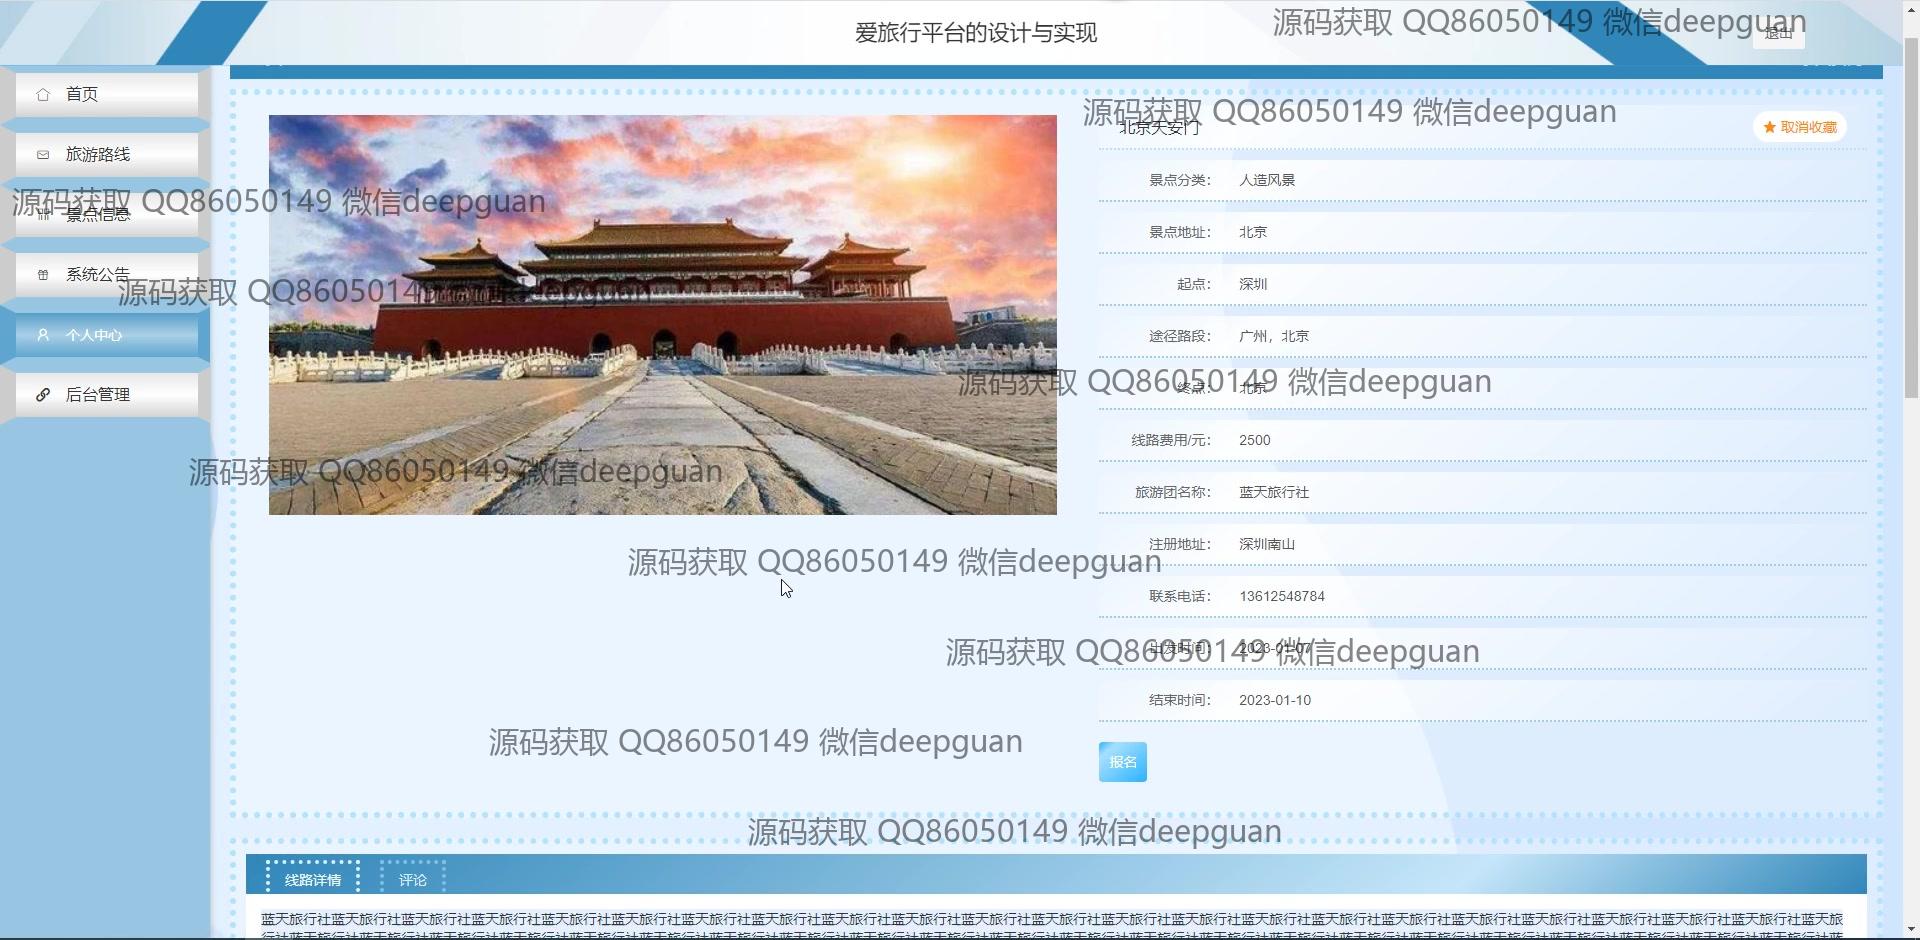 爱旅行平台的设计与实现
源码获取 QQ86050149 微信deepguan
退出
首页
旅游路线
景点信息
系统公告
个人中心
后台管理
源码获取 QQ86050149 微信deepguan
北京天安门
取消收藏
景点分类: 人造风景
源码获取 QQ86050149 微信deepguan
景点地址: 北京
起点: 深圳
源码获取 QQ86050149 微信deepguan
途径路段: 广州，北京
源码获取 QQ86050149 微信deepguan
终点: 北京
线路费用/元: 2500
源码获取 QQ86050149 微信deepguan
旅游团名称: 蓝天旅行社
注册地址: 深圳南山
源码获取 QQ86050149 微信deepguan
联系电话: 13612548784
源码获取 QQ86050149 微信deepguan
出发时间: 2023-01-07
结束时间: 2023-01-10
源码获取 QQ86050149 微信deepguan
报名
源码获取 QQ86050149 微信deepguan
线路详情 评论
蓝天旅行社蓝天旅行社蓝天旅行社蓝天旅行社蓝天旅行社蓝天旅行社蓝天旅行社蓝天旅行社蓝天旅行社蓝天旅行社蓝天旅行社蓝天旅行社蓝天旅行社蓝天旅行社蓝天旅行社蓝天旅行社蓝天旅行社蓝天旅行社蓝天旅行社蓝天旅行社蓝天旅行社蓝天旅行社蓝天旅行